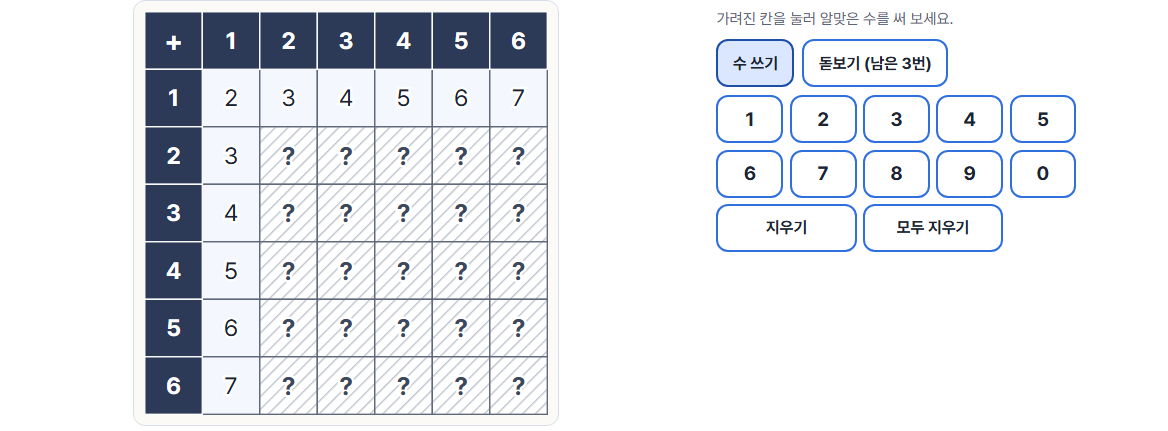 + 1 2 3 4 5 6
1 2 3 4 5 6 7
2 3 ? ? ? ? ?
3 4 ? ? ? ? ?
4 5 ? ? ? ? ?
5 6 ? ? ? ? ?
6 7 ? ? ? ? ?
가려진 칸을 눌러 알맞은 수를 써 보세요.
수 쓰기 돋보기 (남은 3번)
1 2 3 4 5
6 7 8 9 0
지우기 모두 지우기